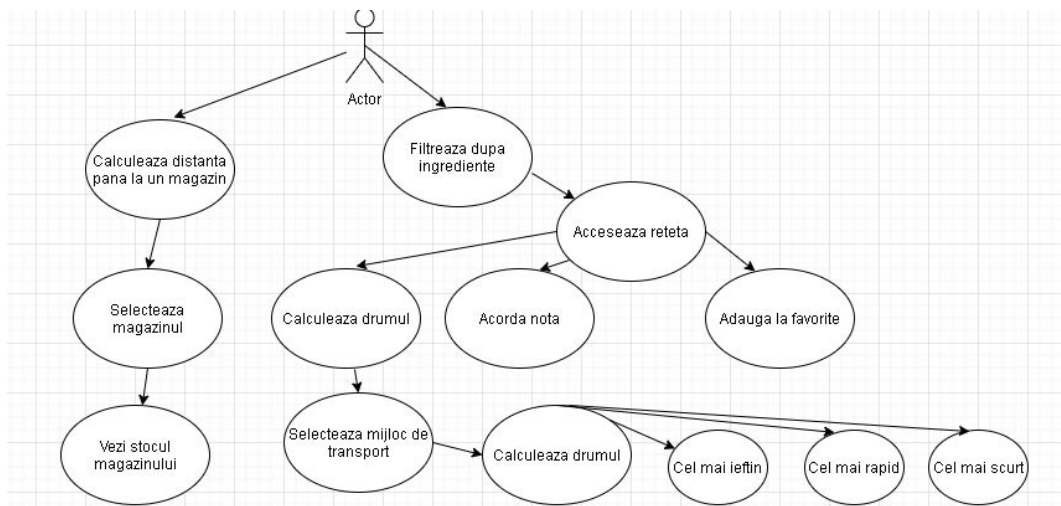 Actor
Calculeaza distanta
pana la un magazin
Filtreaza dupa
ingrediente
Acceseaza reteta
Selecteaza
magazinul
Calculeaza drumul
Acorda nota
Adauga la favorite
Vezi stocul
magazinului
Selecteaza mijloc de
transport
Calculeaza drumul
Cel mai ieftin
Cel mai rapid
Cel mai scurt